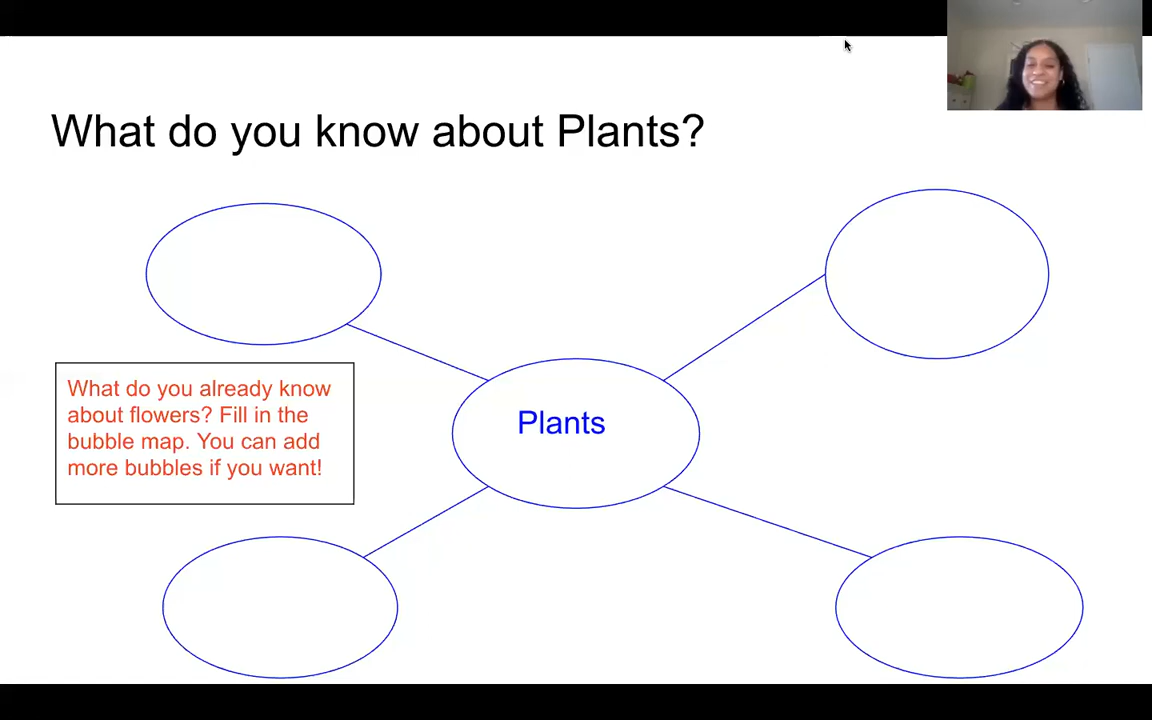 What do you know about Plants?
What do you already know
about flowers? Fill in the
bubble map. You can add
more bubbles if you want!
Plants